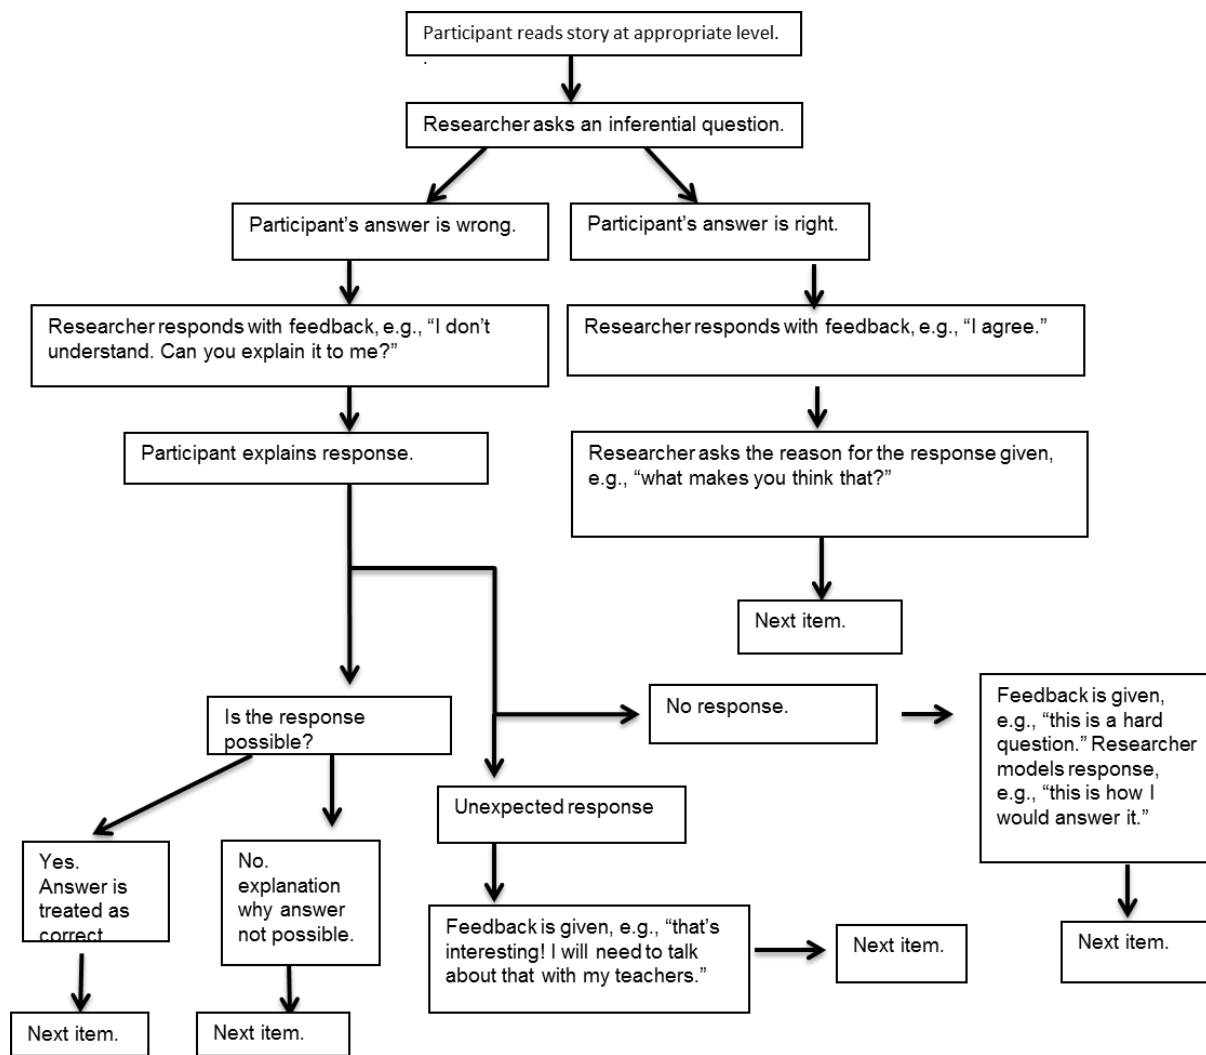 Participant reads story at appropriate level.
.
Researcher asks an inferential question.
Participant’s answer is wrong.
Participant’s answer is right.
Researcher responds with feedback, e.g., “I don’t
understand. Can you explain it to me?”
Researcher responds with feedback, e.g., “I agree.”
Participant explains response.
Researcher asks the reason for the response given,
e.g., “what makes you think that?”
Next item.
Is the response
possible?
No response.
Feedback is given,
e.g., “this is a hard
question.” Researcher
models response,
e.g., “this is how I
would answer it.”
Unexpected response
Yes.
Answer is
treated as
correct
No.
explanation
why answer
not possible.
Feedback is given, e.g., “that’s
interesting! I will need to talk
about that with my teachers.”
Next item.
Next item.
Next item.
Next item.